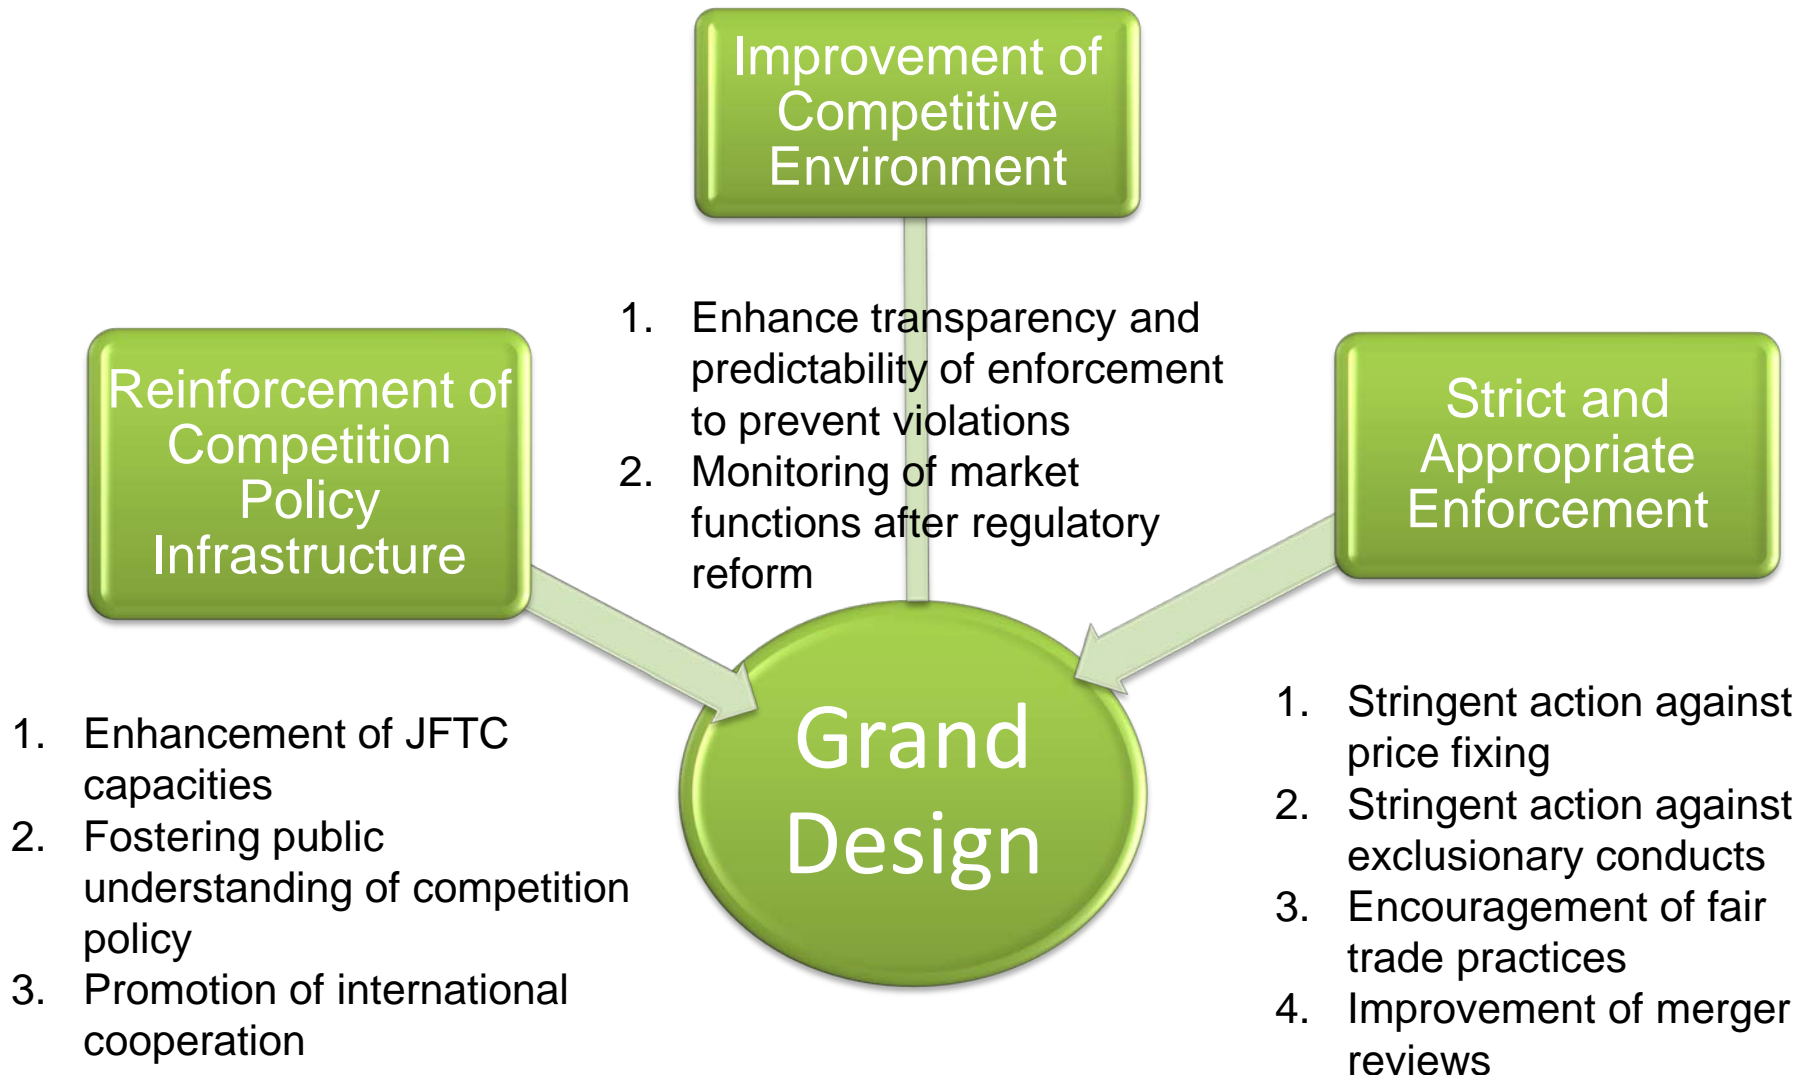 Improvement of
Competitive
Environment
1. Enhance transparency and
predictability of enforcement
to prevent violations
2. Monitoring of market
functions after regulatory
reform
Reinforcement of
Competition
Policy
Infrastructure
1. Enhancement of JFTC
capacities
2. Fostering public
understanding of competition
policy
3. Promotion of international
cooperation
Strict and
Appropriate
Enforcement
1. Stringent action against
price fixing
2. Stringent action against
exclusionary conducts
3. Encouragement of fair
trade practices
4. Improvement of merger
reviews
Grand
Design